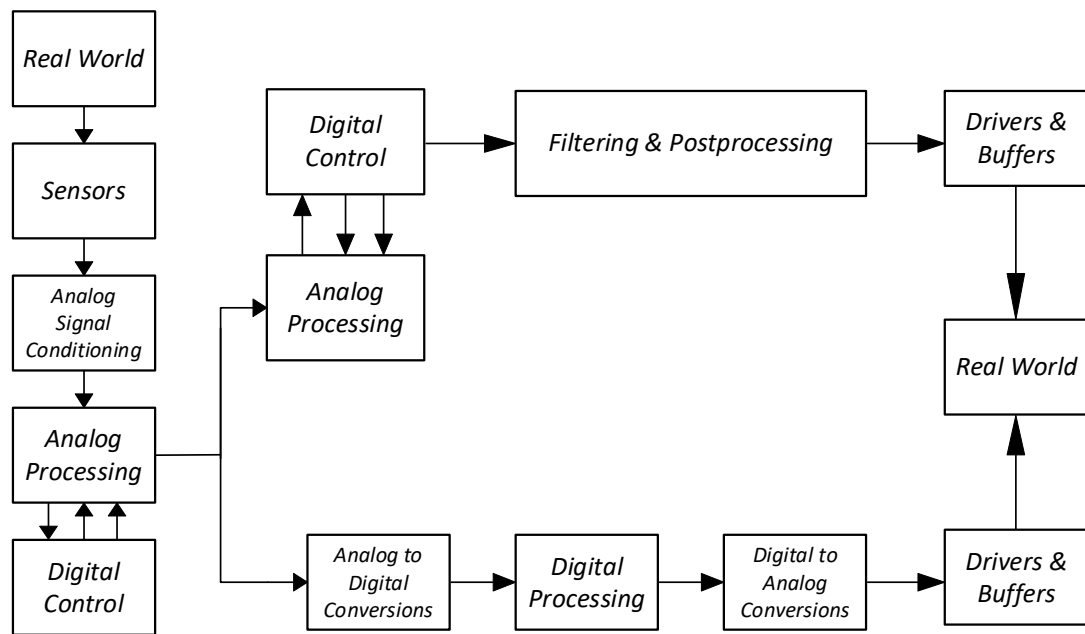 Real World
Sensors
Analog
Signal
Conditioning
Analog
Processing
Digital
Control
Digital
Control
Analog
Processing
Filtering & Postprocessing
Drivers &
Buffers
Real World
Analog to
Digital
Conversions
Digital
Processing
Digital to
Analog
Conversions
Drivers &
Buffers